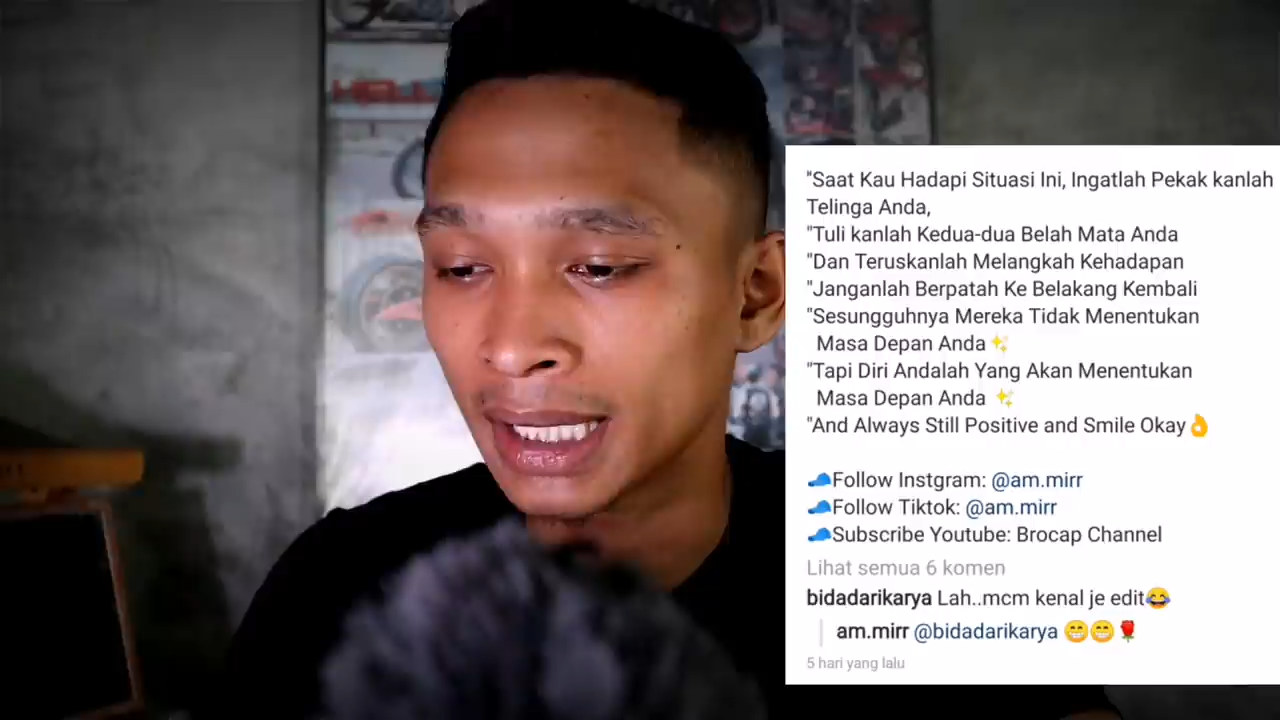 HELL
"Saat Kau Hadapi Situasi Ini, Ingatlah Pekak kanlah
Telinga Anda,
"Tuli kanlah Kedua-dua Belah Mata Anda
"Dan Teruskanlah Melangkah Kehadapan
"Janganlah Berpatah Ke Belakang Kembali
"Sesungguhnya Mereka Tidak Menentukan
Masa Depan Anda✨
"Tapi Diri Andalah Yang Akan Menentukan
Masa Depan Anda ✨
"And Always Still Positive and Smile Okay👌
🧢Follow Instgram: @am.mirr
🧢Follow Tiktok: @am.mirr
🧢Subscribe Youtube: Brocap Channel
Lihat semua 6 komen
bidadarikarya Lah..mcm kenal je edit😂
am.mirr @bidadarikarya 😁😁🌹
5 hari yang lalu